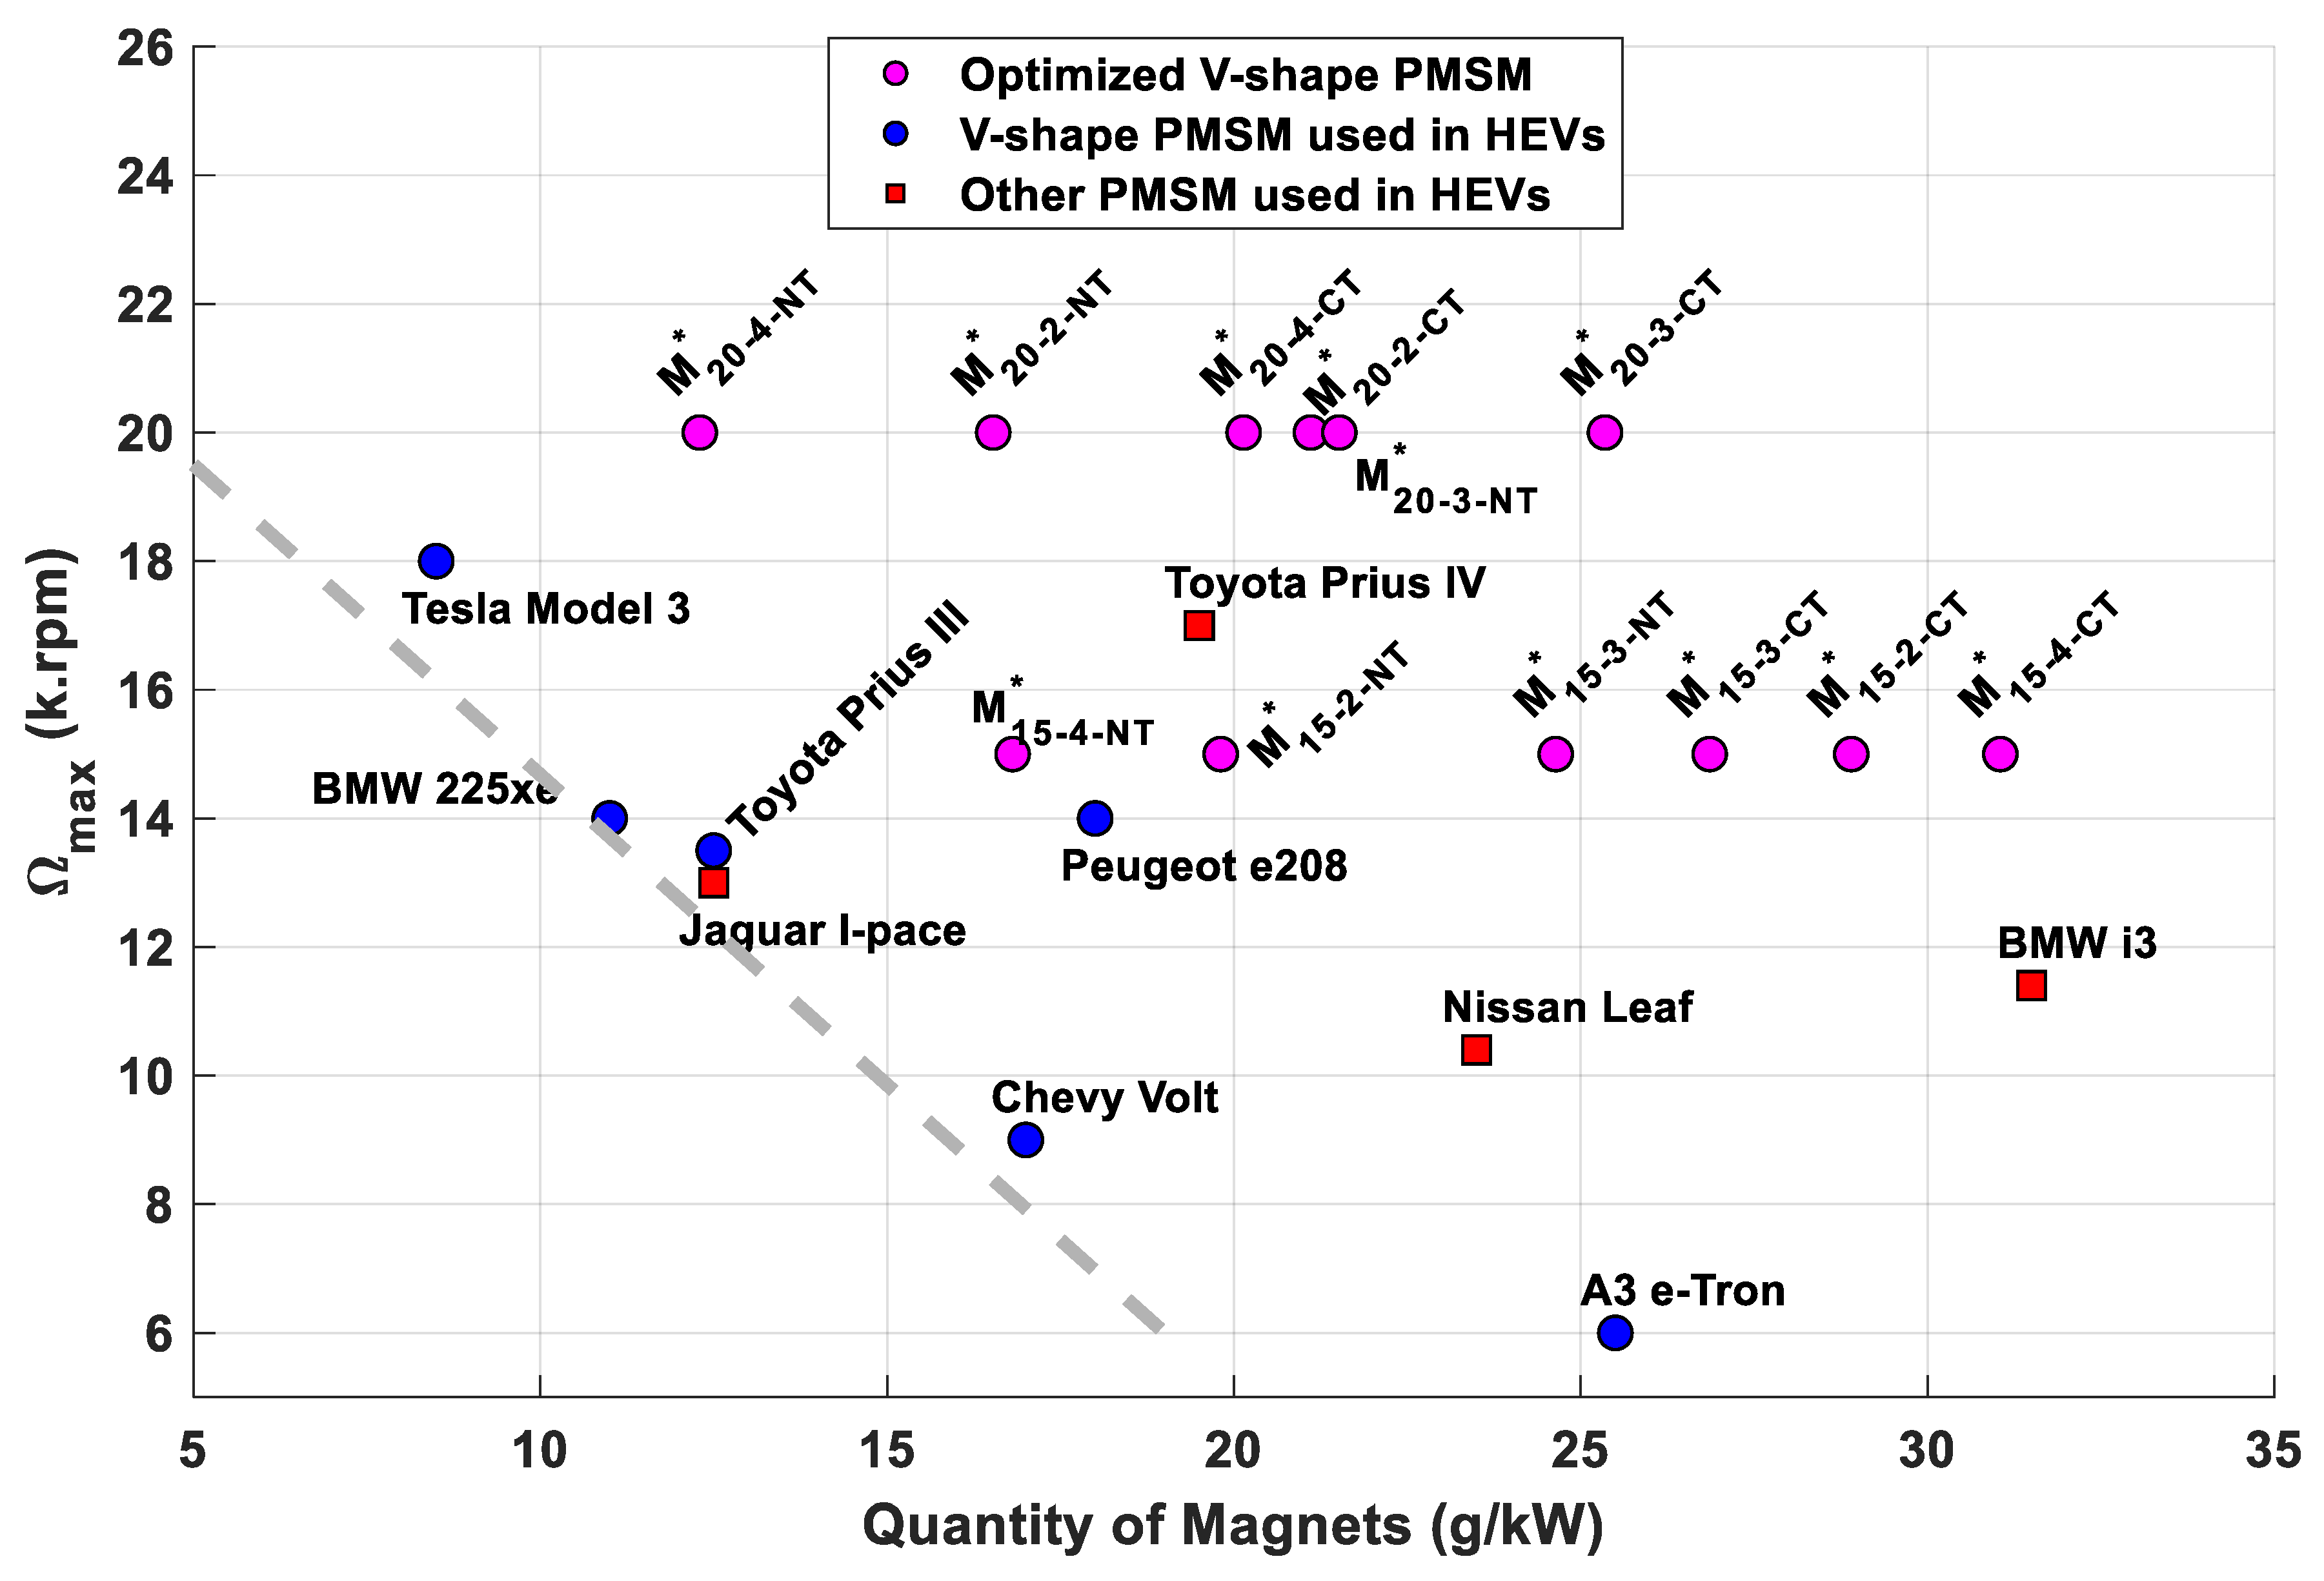 26
24
22
20
18
16
14
12
10
8
6
Ωmax (k.rpm)
Optimized V-shape PMSM
V-shape PMSM used in HEVs
Other PMSM used in HEVs
M*20-4-NT
M*20-2-NT
M*20-4-CT
M*20-2-CT
M*20-3-CT
M*20-3-NT
Tesla Model 3
Toyota Prius IV
Toyota Prius III
M*15-4-NT
M*15-2-NT
M*15-3-NT
M*15-3-CT
M*15-2-CT
M*15-4-CT
BMW 225xe
Peugeot e208
Jaquar I-pace
BMW i3
Nissan Leaf
Chevy Volt
A3 e-Tron
5 10 15 20 25 30 35
Quantity of Magnets (g/kW)